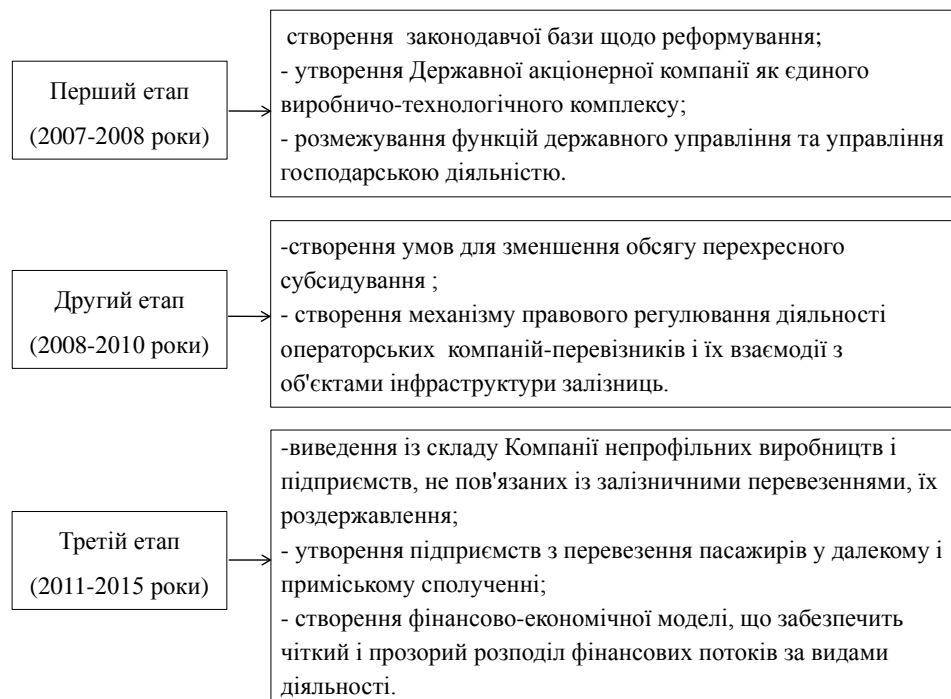 Перший етап
(2007-2008 роки)
створення  законодавчої бази щодо реформування;
- утворення Державної акціонерної компанії як єдиного
виробничо-технологічного комплексу;
- розмежування функцій державного управління та управління
господарською діяльністю.
Другий етап
(2008-2010 роки)
-створення умов для зменшення обсягу перехресного
субсидування ;
- створення механізму правового регулювання діяльності
операторських  компаній-перевізників і їх взаємодії з
об'єктами інфраструктури залізниць.
Третій етап
(2011-2015 роки)
-виведення із складу Компанії непрофільних виробництв і
підприємств, не пов'язаних із залізничними перевезеннями, їх
роздержавлення;
- утворення підприємств з перевезення пасажирів у далекому і
приміському сполученні;
- створення фінансово-економічної моделі, що забезпечить
чіткий і прозорий розподіл фінансових потоків за видами
діяльності.